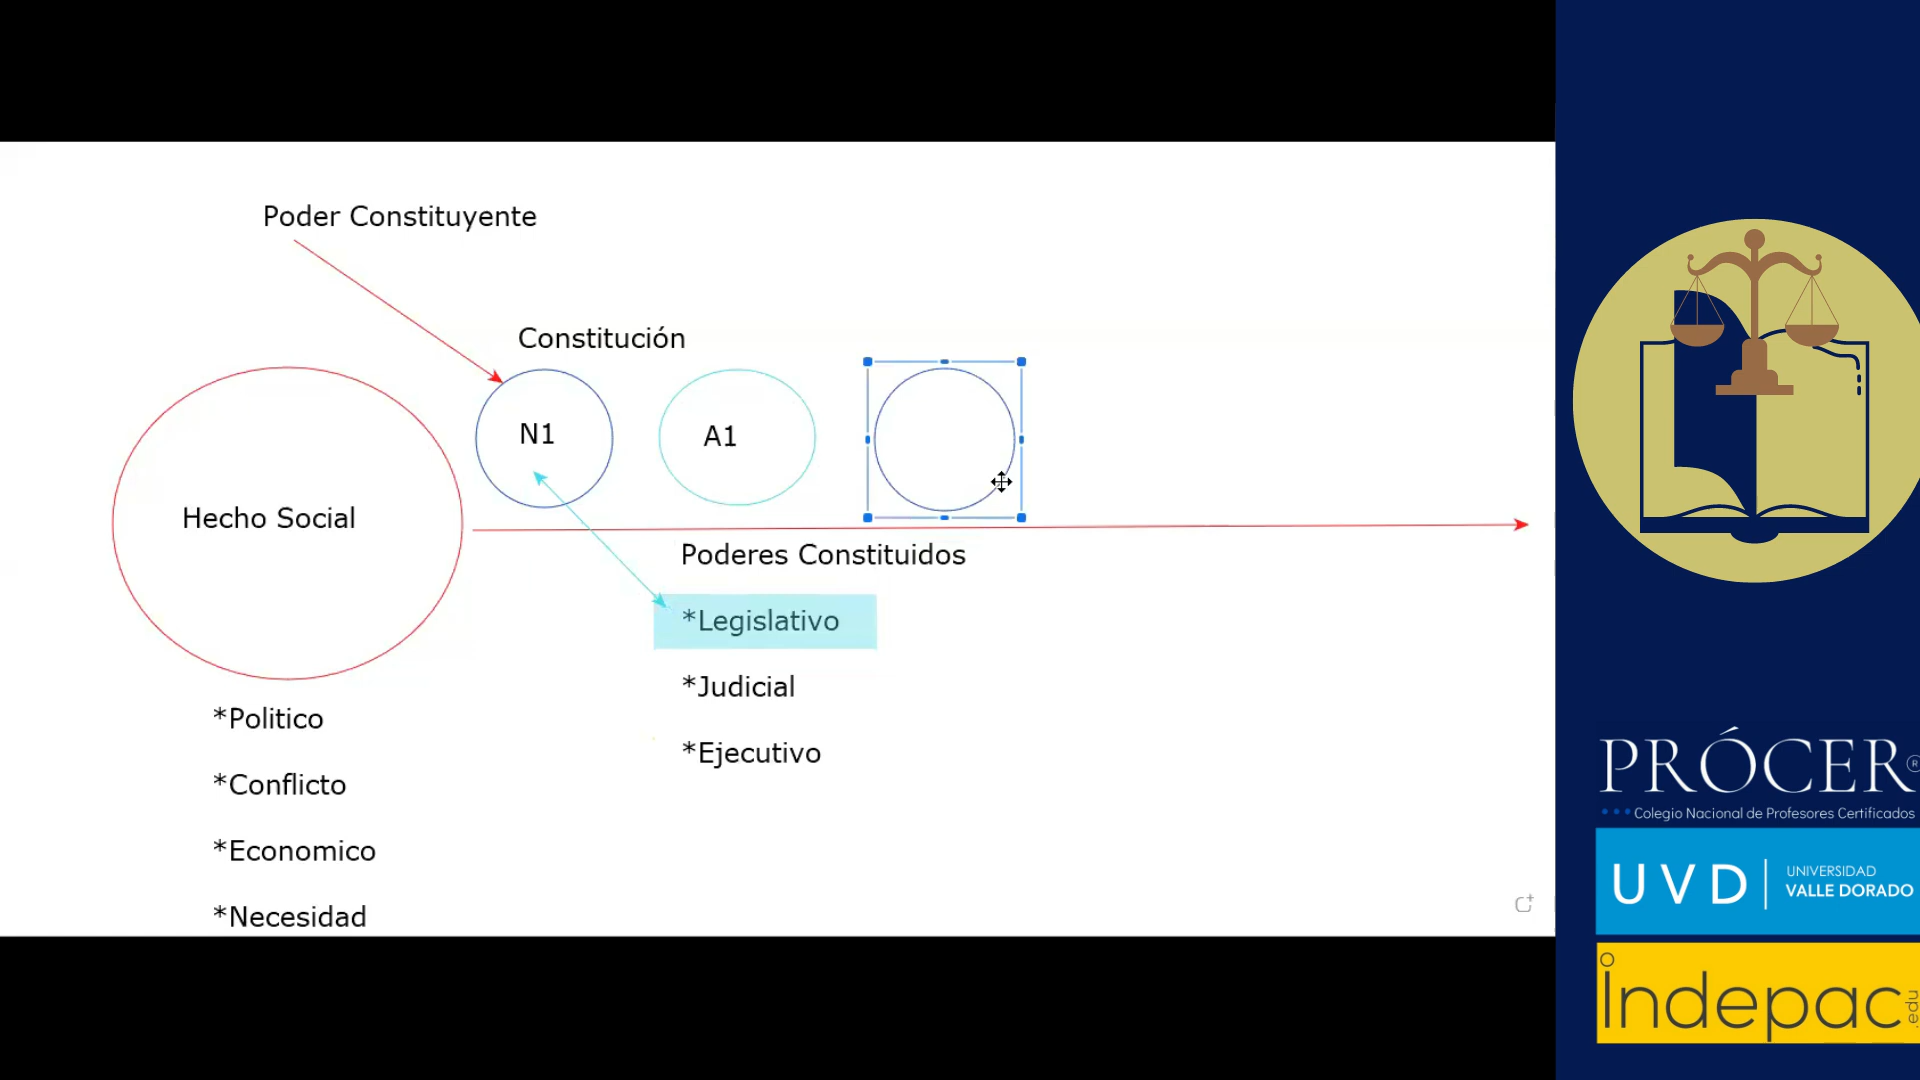 Poder Constituyente
Constitución
N1
A1
Hecho Social
Poderes Constituidos
*Legislativo
*Judicial
*Ejecutivo
*Politico
*Conflicto
*Economico
*Necesidad
PRÓCER®
Colegio Nacional de Profesores Certificados
UVD
UNIVERSIDAD
VALLE DORADO
Indepac
.edu